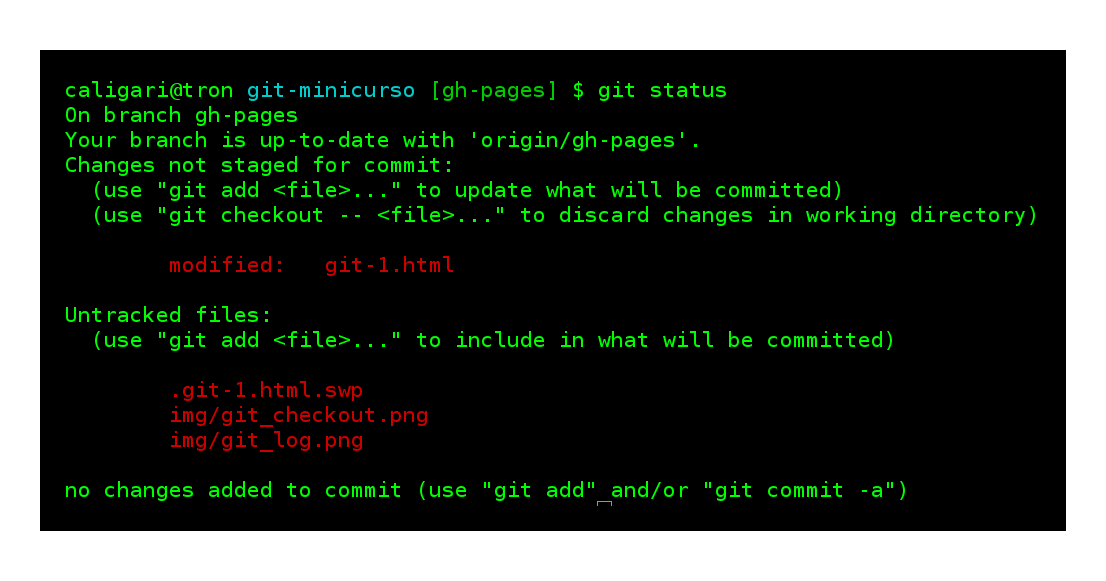 caligari@tron git-minicurso [gh-pages] $ git status
On branch gh-pages
Your branch is up-to-date with 'origin/gh-pages'.
Changes not staged for commit:
  (use "git add <file>..." to update what will be committed)
  (use "git checkout -- <file>..." to discard changes in working directory)

        modified:   git-1.html

Untracked files:
  (use "git add <file>..." to include in what will be committed)

        .git-1.html.swp
        img/git_checkout.png
        img/git_log.png

no changes added to commit (use "git add" and/or "git commit -a")